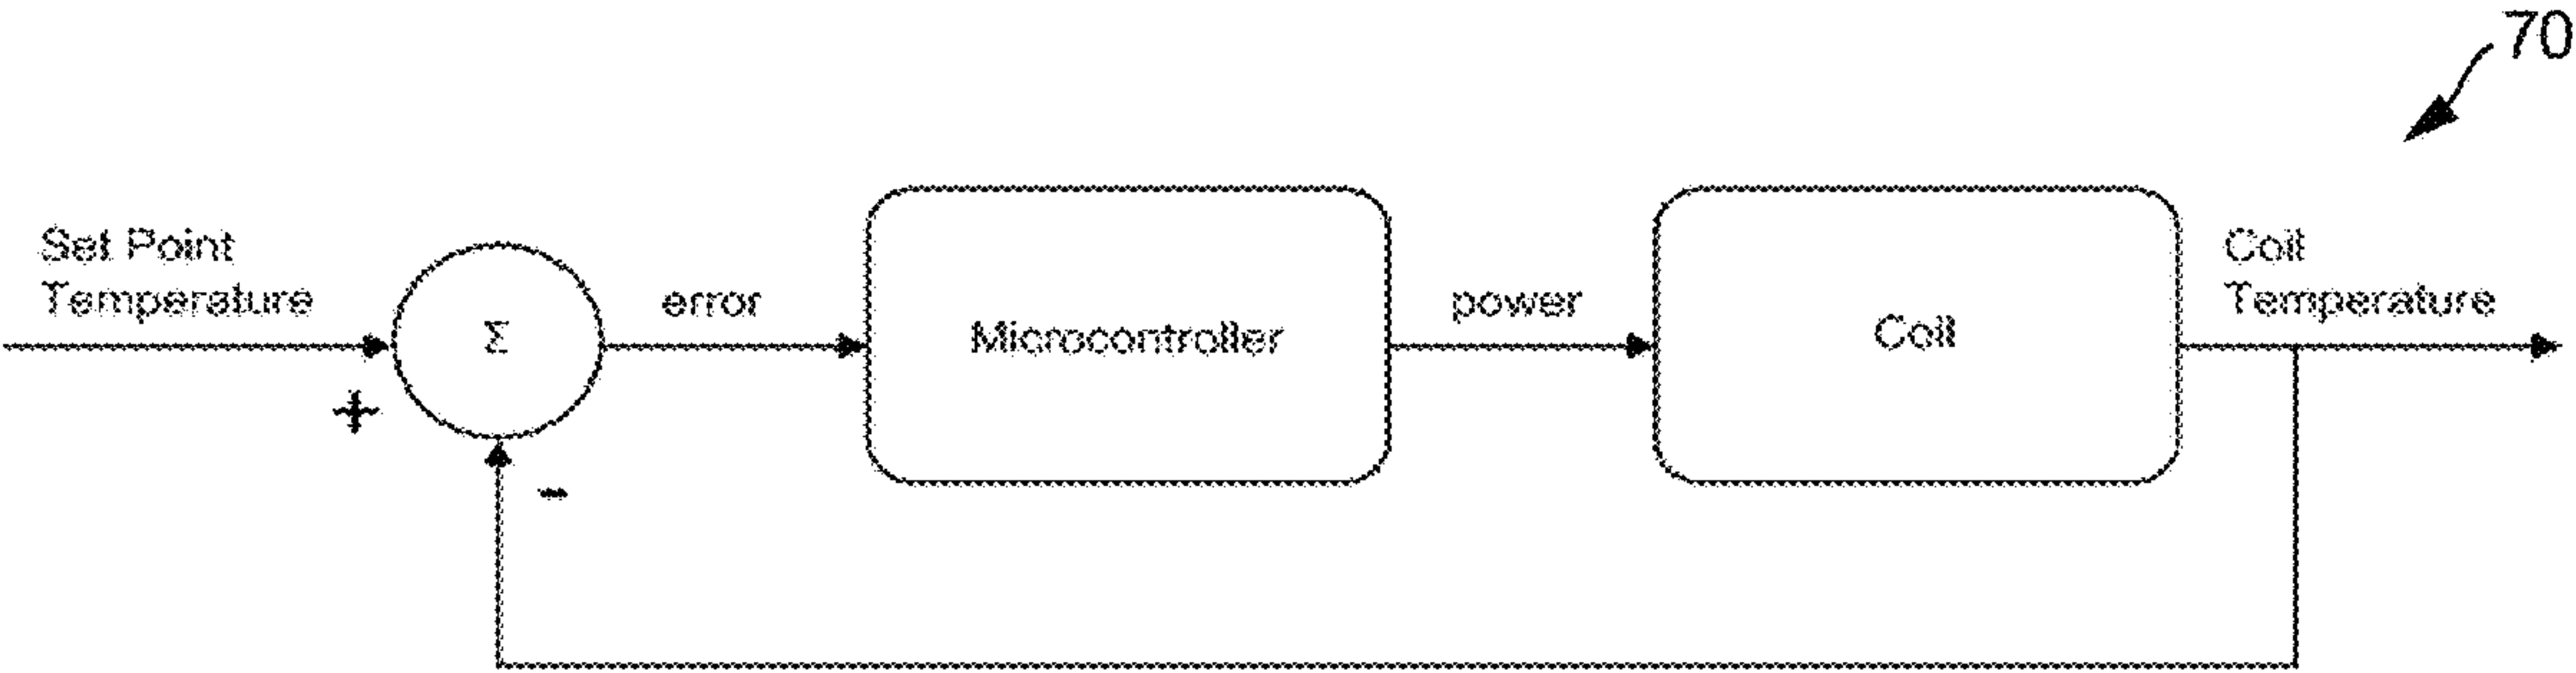 70
Set Point
Temperature
+
Σ
-
error
Microcontroller
power
Coil
Coil
Temperature